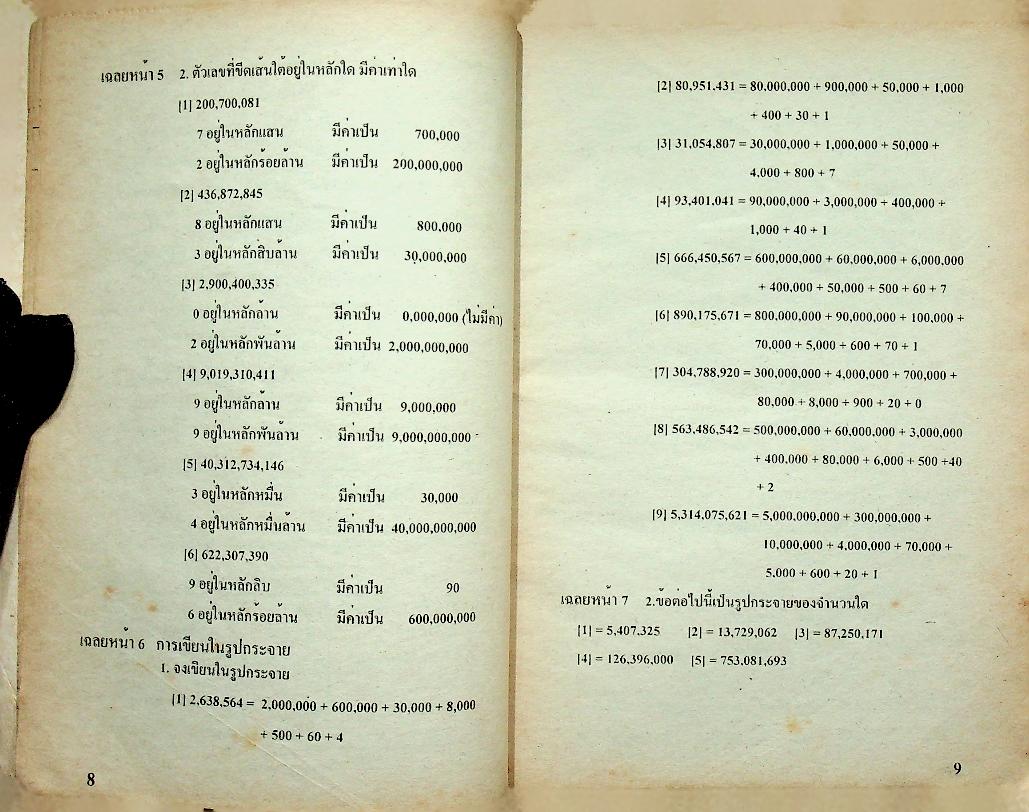 เฉลยหน้า 5 2. ตัวเลขที่ขีดเส้นใต้อยู่ในหลักใด มีค่าเท่าใด
[1] 200,700,081
7 อยู่ในหลักแสน มีค่าเป็น 700,000
2 อยู่ในหลักร้อยล้าน มีค่าเป็น 200,000,000
[2] 436,872,845
8 อยู่ในหลักแสน มีค่าเป็น 800,000
3 อยู่ในหลักสิบล้าน มีค่าเป็น 30,000,000
[3] 2,900,400,335
0 อยู่ในหลักล้าน มีค่าเป็น 0,000,000 (ไม่มีค่า)
2 อยู่ในหลักพันล้าน มีค่าเป็น 2,000,000,000
[4] 9,019,310,411
9 อยู่ในหลักล้าน มีค่าเป็น 9,000,000
9 อยู่ในหลักพันล้าน มีค่าเป็น 9,000,000,000
[5] 40,312,734,146
3 อยู่ในหลักหมื่น มีค่าเป็น 30,000
4 อยู่ในหลักหมื่นล้าน มีค่าเป็น 40,000,000,000
[6] 622,307,390
9 อยู่ในหลักสิบ มีค่าเป็น 90
6 อยู่ในหลักร้อยล้าน มีค่าเป็น 600,000,000
เฉลยหน้า 6 การเขียนในรูปกระจาย
1. จงเขียนในรูปกระจาย
[1] 2,638,564 = 2,000,000 + 600,000 + 30,000 + 8,000
+ 500 + 60 + 4
8
[2] 80,951,431 = 80,000,000 + 900,000 + 50,000 + 1,000
+ 400 + 30 + 1
[3] 31,054,807 = 30,000,000 + 1,000,000 + 50,000 +
4,000 + 800 + 7
[4] 93,401,041 = 90,000,000 + 3,000,000 + 400,000 +
1,000 + 40 + 1
[5] 666,450,567 = 600,000,000 + 60,000,000 + 6,000,000
+ 400,000 + 50,000 + 500 + 60 + 7
[6] 890,175,671 = 800,000,000 + 90,000,000 + 100,000 +
70,000 + 5,000 + 600 + 70 + 1
[7] 304,788,920 = 300,000,000 + 4,000,000 + 700,000 +
80,000 + 8,000 + 900 + 20 + 0
[8] 563,486,542 = 500,000,000 + 60,000,000 + 3,000,000
+ 400,000 + 80,000 + 6,000 + 500 +40
+ 2
[9] 5,314,075,621 = 5,000,000,000 + 300,000,000 +
10,000,000 + 4,000,000 + 70,000 +
5,000 + 600 + 20 + 1
เฉลยหน้า 7 2.ข้อต่อไปนี้เป็นรูปกระจายของจำนวนใด
[1] = 5,407,325 [2] = 13,729,062 [3] = 87,250,171
[4] = 126,396,000 [5] = 753,081,693
9